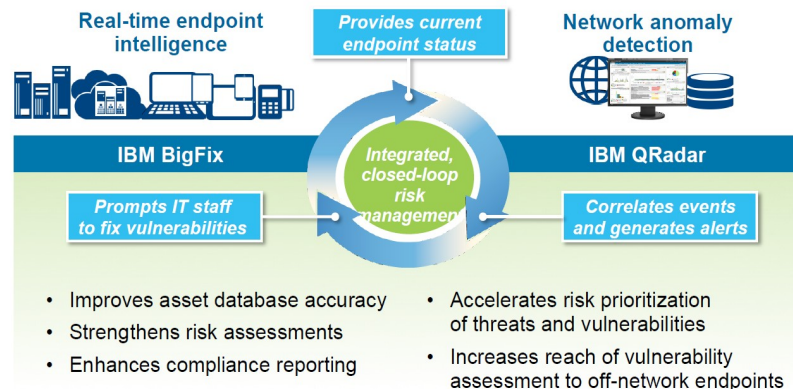 Real-time endpoint
intelligence
Provides current
endpoint status
Network anomaly
detection
IBM BigFix
Integrated,
closed-loop
risk
management
IBM QRadar
Prompts IT staff
to fix vulnerabilities
Correlates events
and generates alerts
• Improves asset database accuracy
• Strengthens risk assessments
• Enhances compliance reporting
• Accelerates risk prioritization
of threats and vulnerabilities
• Increases reach of vulnerability
assessment to off-network endpoints